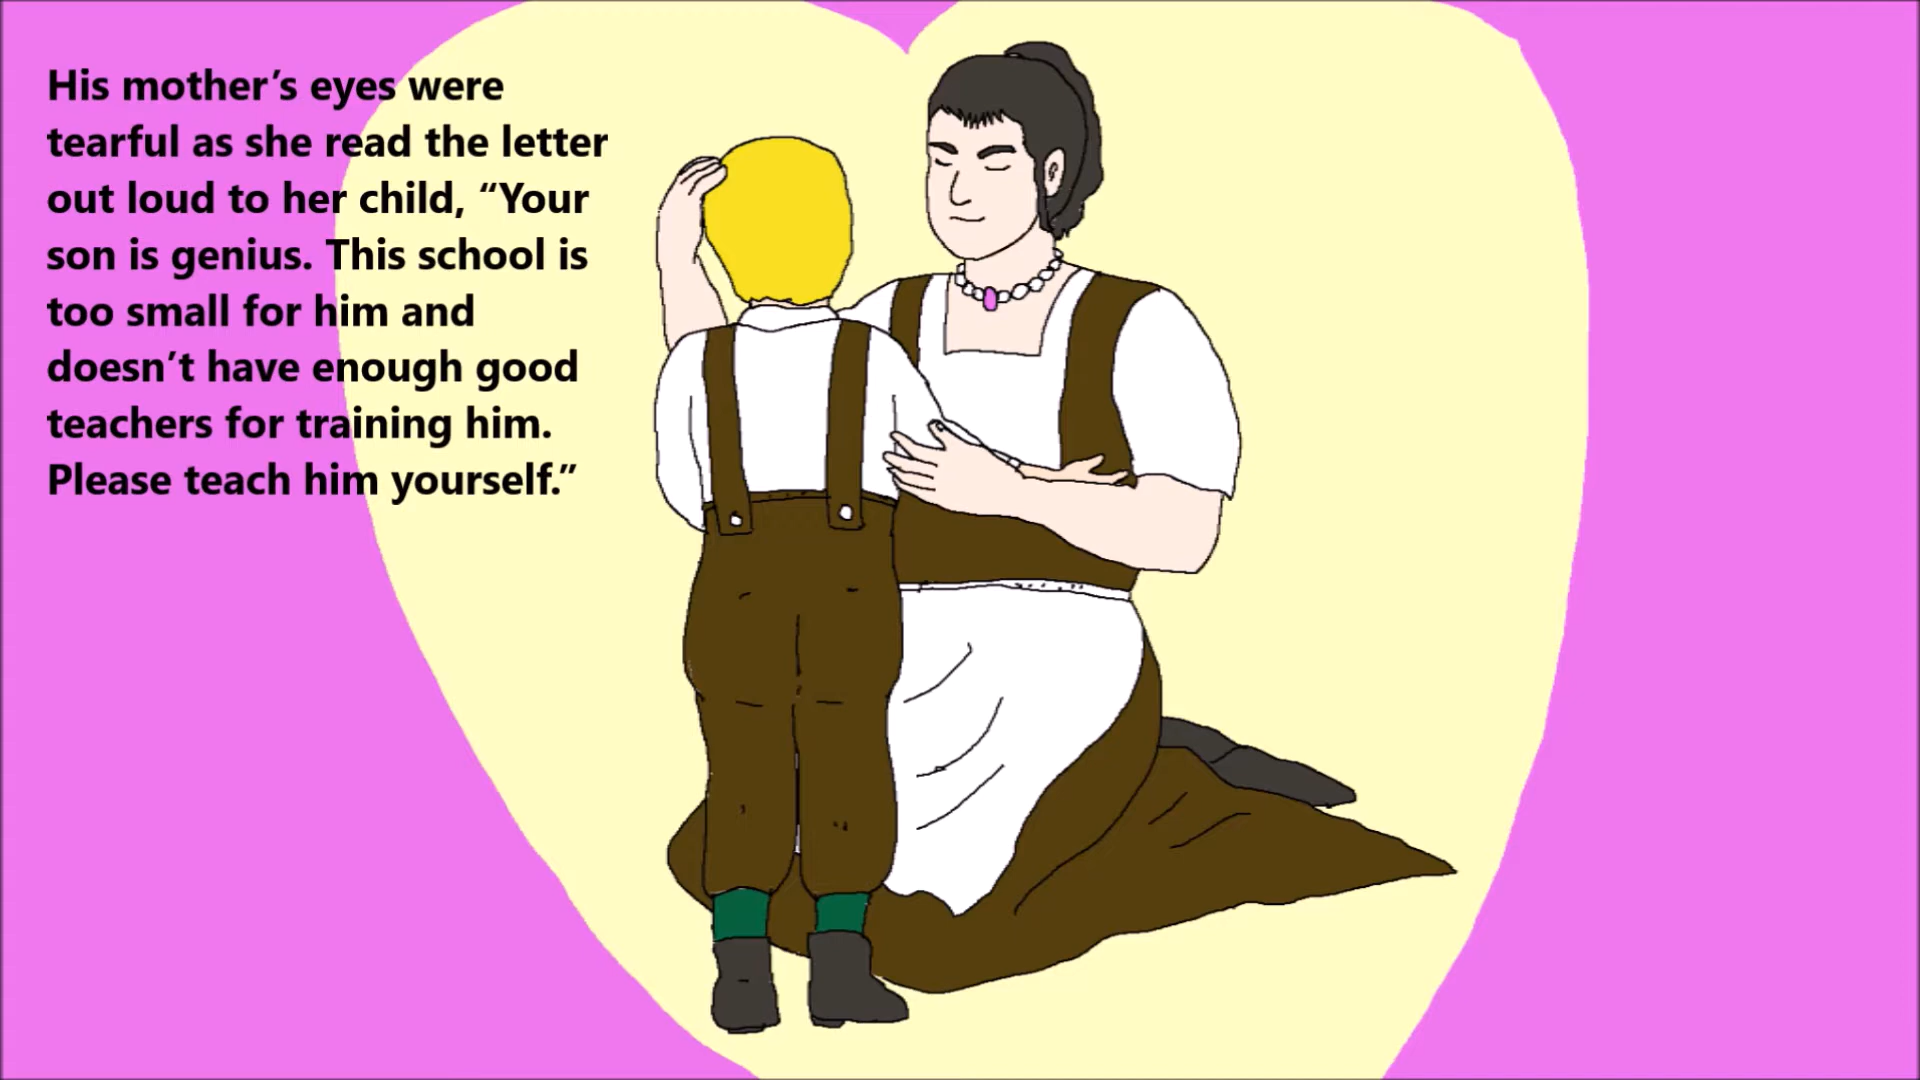 His mother’s eyes were
tearful as she read the letter
out loud to her child, “Your
son is genius. This school is
too small for him and
doesn’t have enough good
teachers for training him.
Please teach him yourself.”